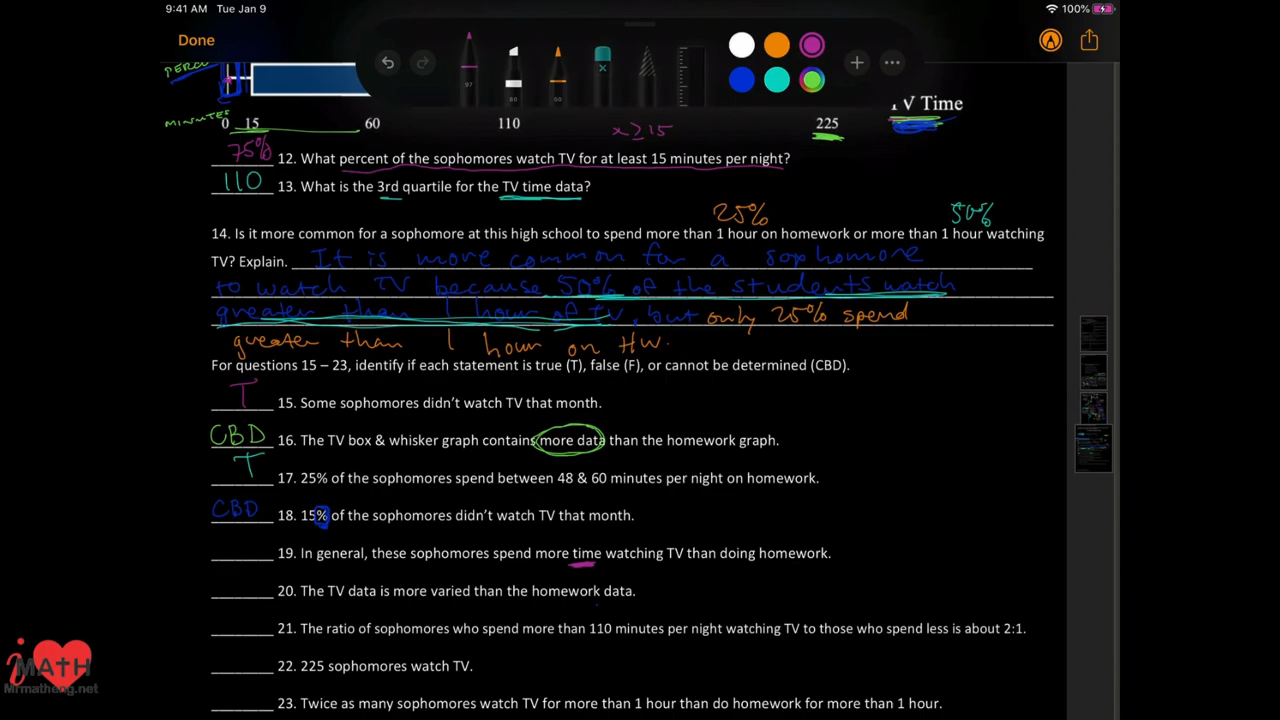 9:41 AM Tue Jan 9 100%
Done
9.7 8.0 6.8
MINUTES
TV Time
0 15 60 110 x ≥ 15 225
75% 12. What percent of the sophomores watch TV for at least 15 minutes per night?
110 13. What is the 3rd quartile for the TV time data?
25% 50%
14. Is it more common for a sophomore at this high school to spend more than 1 hour on homework or more than 1 hour watching
TV? Explain. It is more common for a sophomore
to watch TV because 50% of the students watch
greater than 1 hour of TV, but only 25% spend
greater than 1 hour on HW.
For questions 15 – 23, identify if each statement is true (T), false (F), or cannot be determined (CBD).
T 15. Some sophomores didn't watch TV that month.
CBD 16. The TV box & whisker graph contains more data than the homework graph.
T 17. 25% of the sophomores spend between 48 & 60 minutes per night on homework.
CBD 18. 15% of the sophomores didn't watch TV that month.
19. In general, these sophomores spend more time watching TV than doing homework.
20. The TV data is more varied than the homework data.
21. The ratio of sophomores who spend more than 110 minutes per night watching TV to those who spend less is about 2:1.
22. 225 sophomores watch TV.
23. Twice as many sophomores watch TV for more than 1 hour than do homework for more than 1 hour.
i MATH
Mrmatheng.net